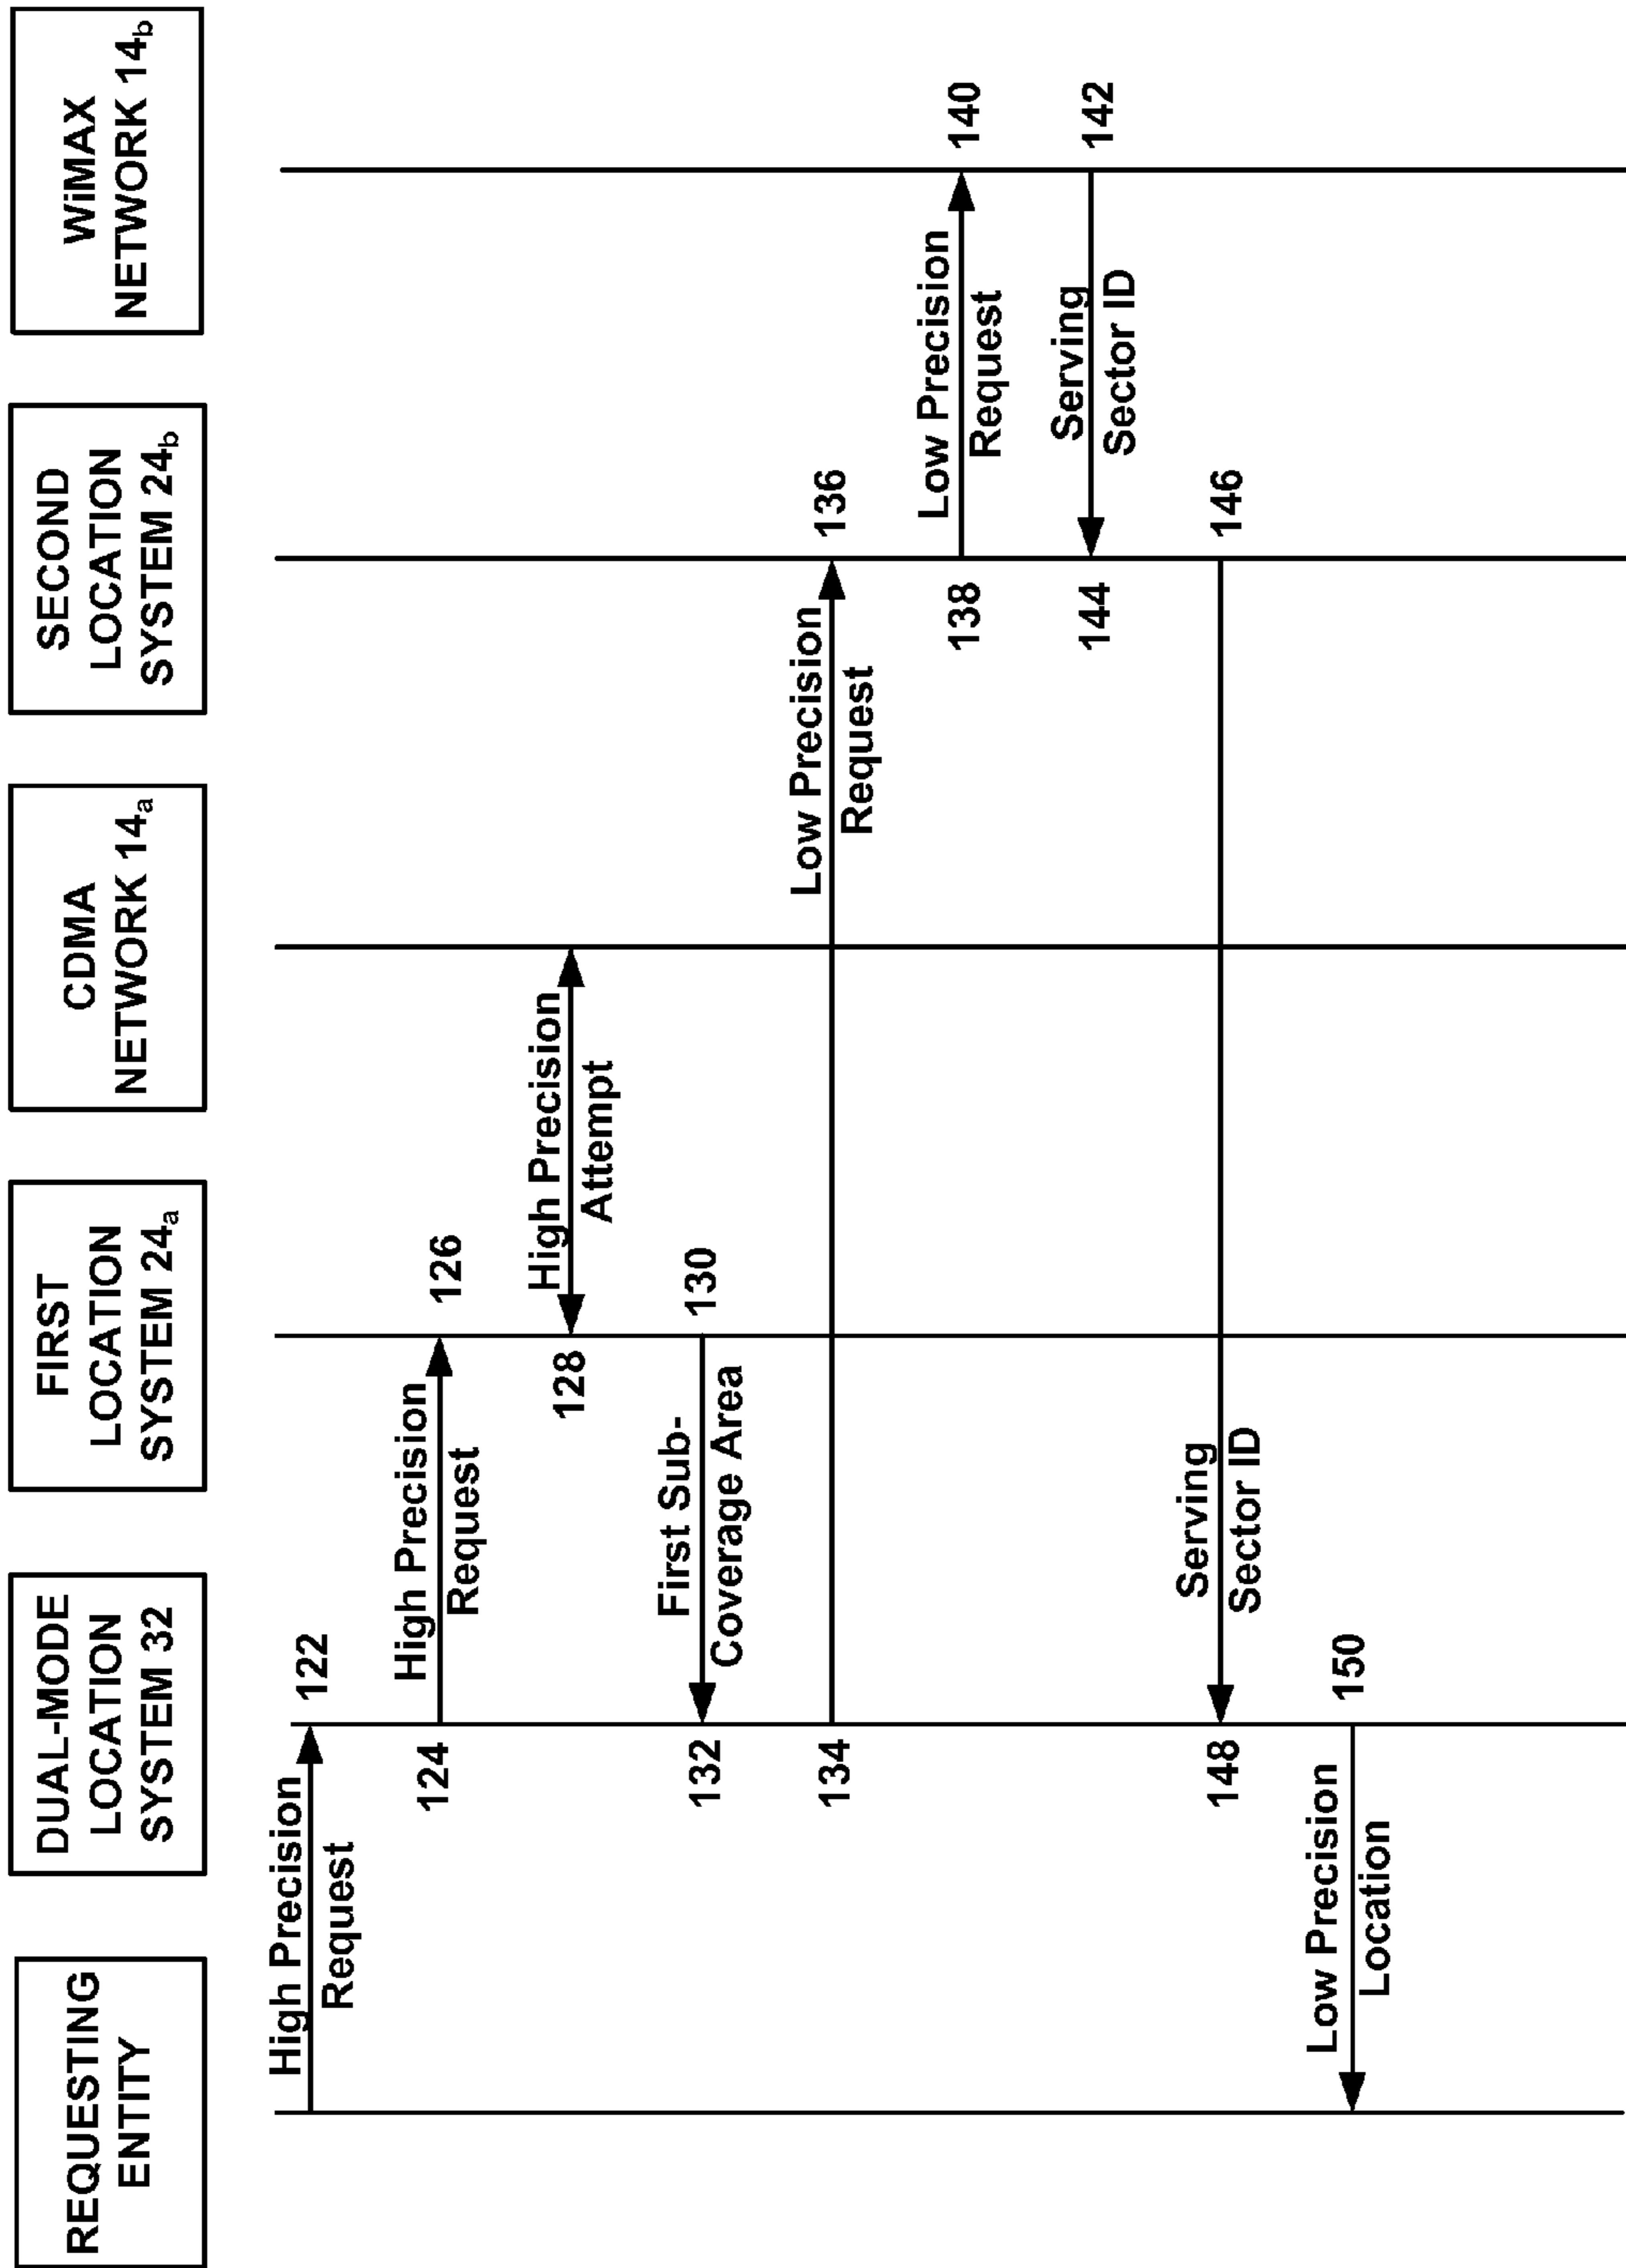 REQUESTING
ENTITY
DUAL-MODE
LOCATION
SYSTEM 32
FIRST
LOCATION
SYSTEM 24a
CDMA
NETWORK 14a
SECOND
LOCATION
SYSTEM 24b
WiMAX
NETWORK 14b
High Precision
Request
122
124
High Precision
Request
126
128
High Precision
Attempt
130
First Sub-
Coverage Area
132
134
Low Precision
Request
136
138
Low Precision
Request
140
142
Serving
Sector ID
144
146
Serving
Sector ID
148
150
Low Precision
Location